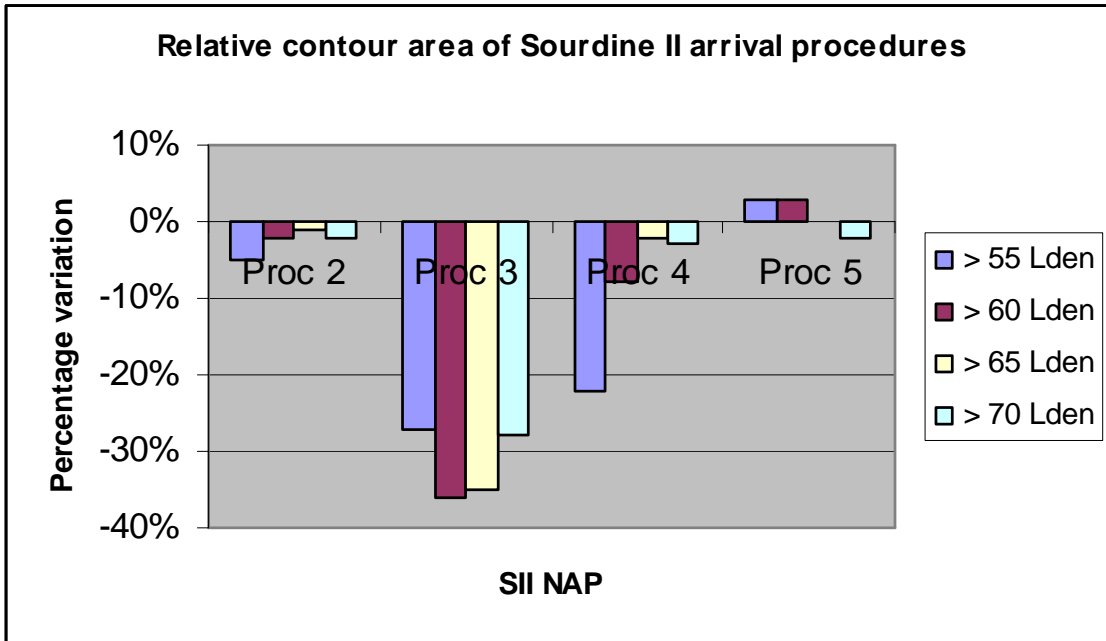 Relative contour area of Sourdine II arrival procedures
Percentage variation
10%
0%
-10%
-20%
-30%
-40%
Proc 2
Proc 3
Proc 4
Proc 5
SII NAP
> 55 Lden
> 60 Lden
> 65 Lden
> 70 Lden